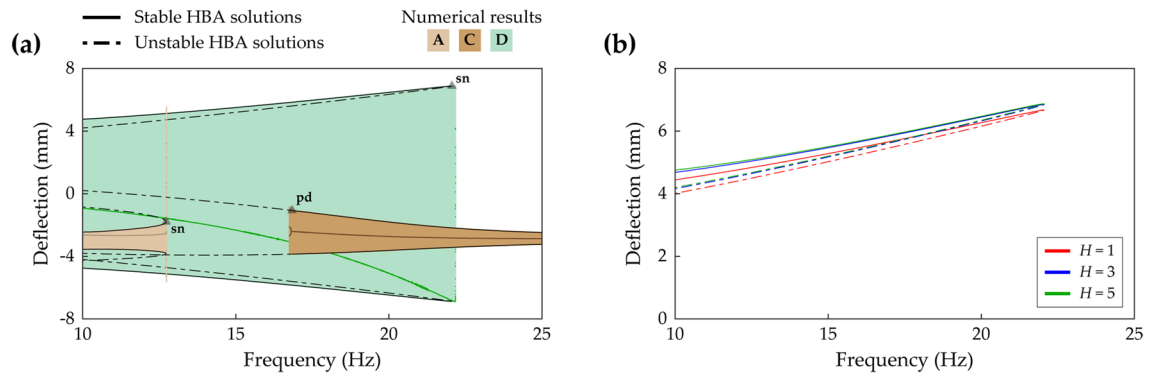 Stable HBA solutions
Unstable HBA solutions
Numerical results
A C D
(a)
8
4
0
-4
-8
Deflection (mm)
sn
pd
sn
10 15 20 25
Frequency (Hz)
(b)
8
6
4
2
0
Deflection (mm)
H = 1
H = 3
H = 5
10 15 20 25
Frequency (Hz)